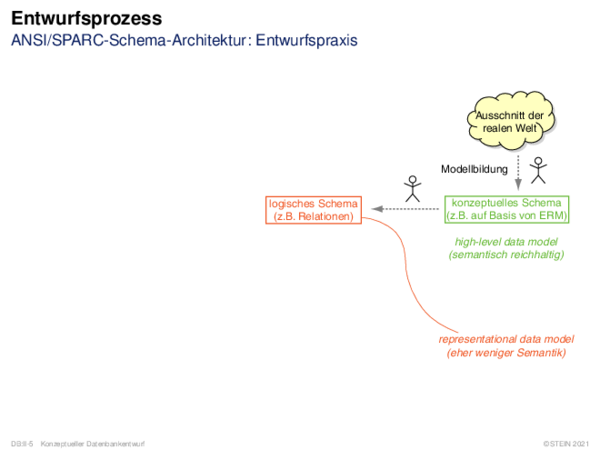 Entwurfsprozess
ANSI/SPARC-Schema-Architektur: Entwurfspraxis
Ausschnitt der
realen Welt
Modellbildung
logisches Schema
(z.B. Relationen)
konzeptuelles Schema
(z.B. auf Basis von ERM)
high-level data model
(semantisch reichhaltig)
representational data model
(eher weniger Semantik)
DB:II-5 Konzeptueller Datenbankentwurf
©STEIN 2021